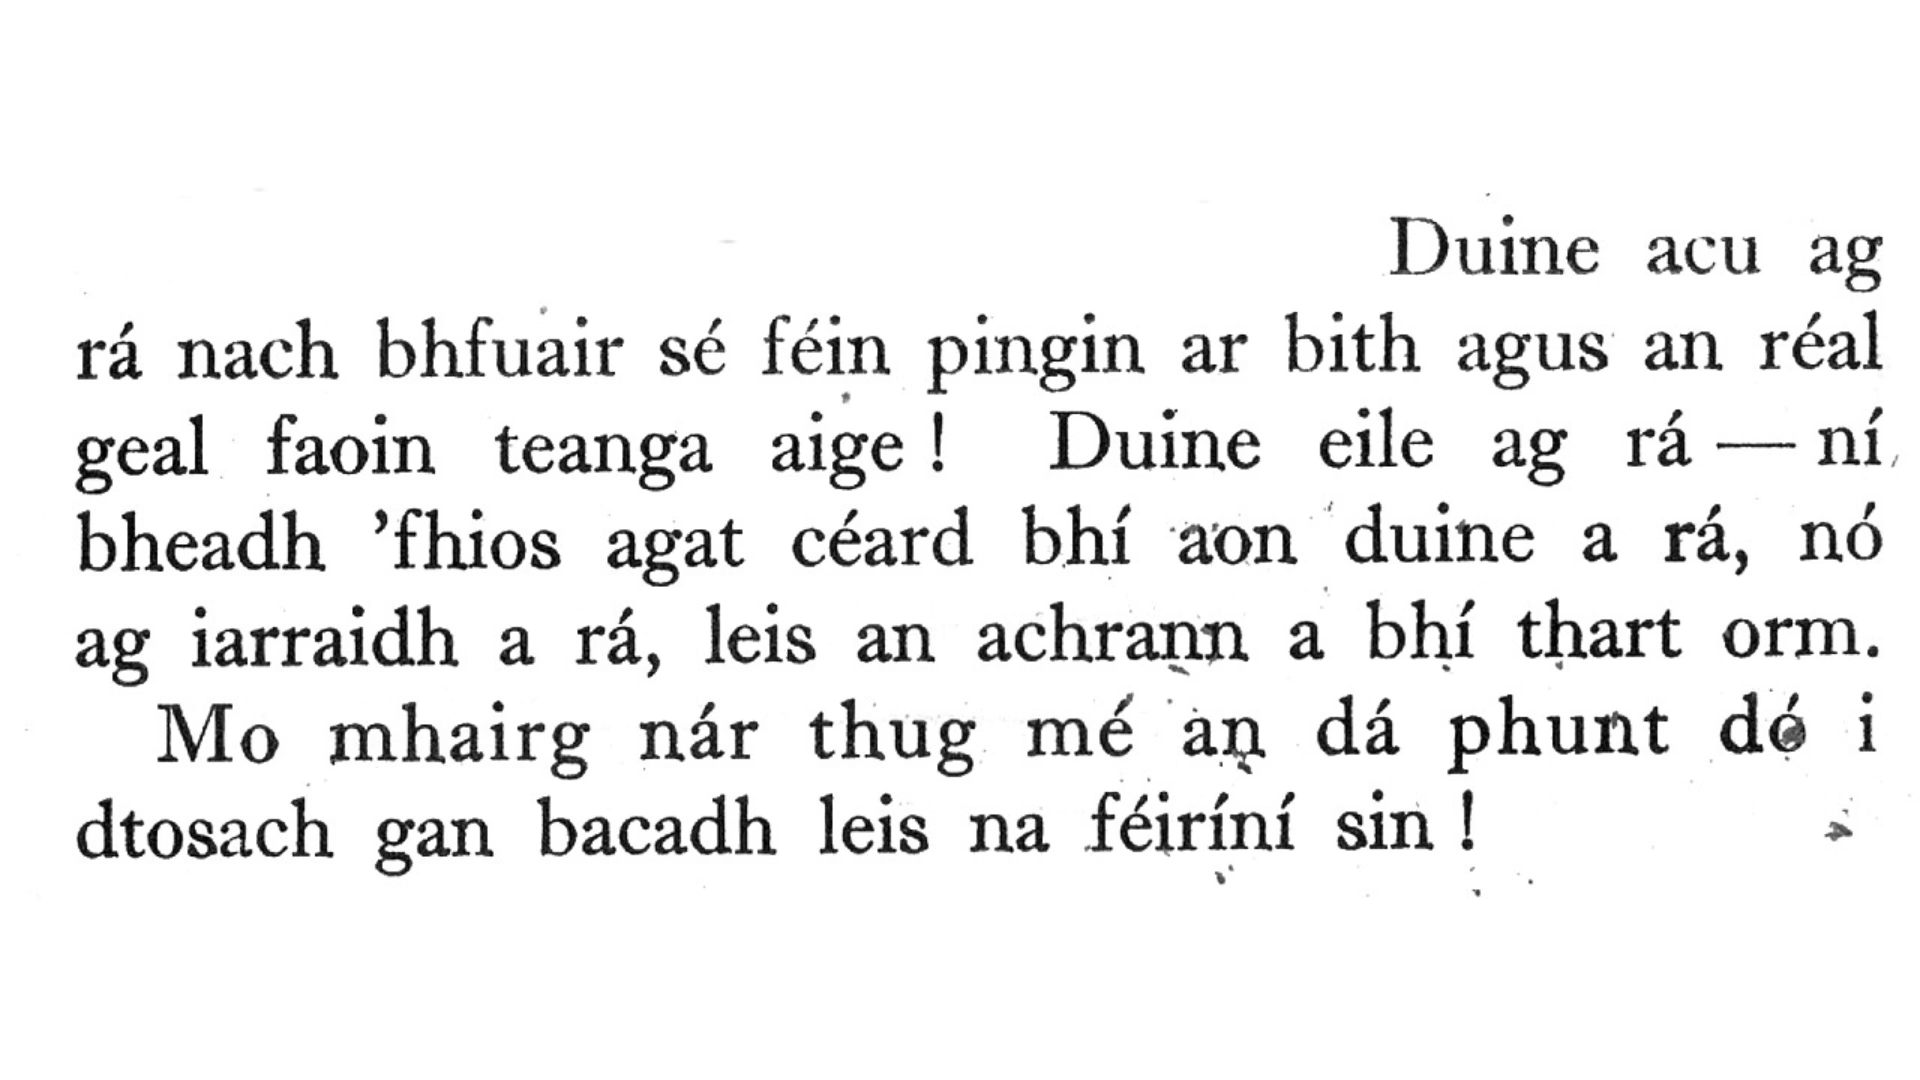 Duine acu ag
rá nach bhfuair sé féin pingin ar bith agus an réal
geal faoin teanga aige ! Duine eile ag rá — ní
bheadh ’fhios agat céard bhí aon duine a rá, nó
ag iarraidh a rá, leis an achrann a bhí thart orm.
Mo mhairg nár thug mé an dá phunt dó i
dtosach gan bacadh leis na féiríní sin !